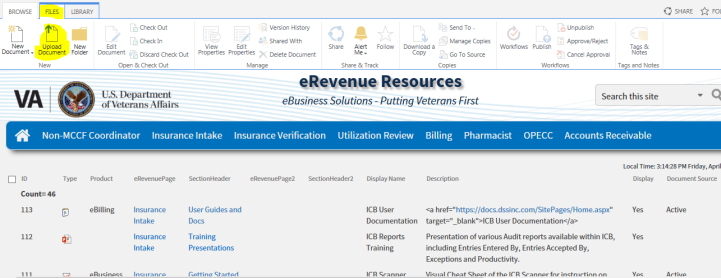 BROWSE FILES LIBRARY SHARE
New Document Upload Document New Folder Edit Document Check Out Check In Discard Check Out View Properties Edit Properties Version History Shared With Delete Document Share Alert Me Follow Download a Copy Send To Manage Copies Go To Source Workflows Publish Unpublish Approve/Reject Cancel Approval Tags & Notes
New Open & Check Out Manage Share & Track Copies Workflows Tags and Notes
eRevenue Resources
VA U.S. Department of Veterans Affairs eBusiness Solutions - Putting Veterans First Search this site
Non-MCCF Coordinator Insurance Intake Insurance Verification Utilization Review Billing Pharmacist OPECC Accounts Receivable
Local Time: 3:14:28 PM Friday, April
ID Type Product eRevenuePage SectionHeader eRevenuePage2 SectionHeader2 Display Name Description Display Document Source
Count= 46
113 eBilling Insurance User Guides and ICB User <a href="https://docs.dssinc.com/SitePages/Home.aspx" Yes Active
Intake Docs Documentation target="_blank">ICB User Documentation</a>
112 Insurance Training ICB Reports Presentation of various Audit reports available within ICB, Yes
Intake Presentations Training including Entries Entered By, Entries Accepted By,
Exceptions and Productivity.
111 eBusiness Insurance Getting Started ICB Scanner Visual Cheat Sheet of the ICB Scanner for instruction on Yes Active